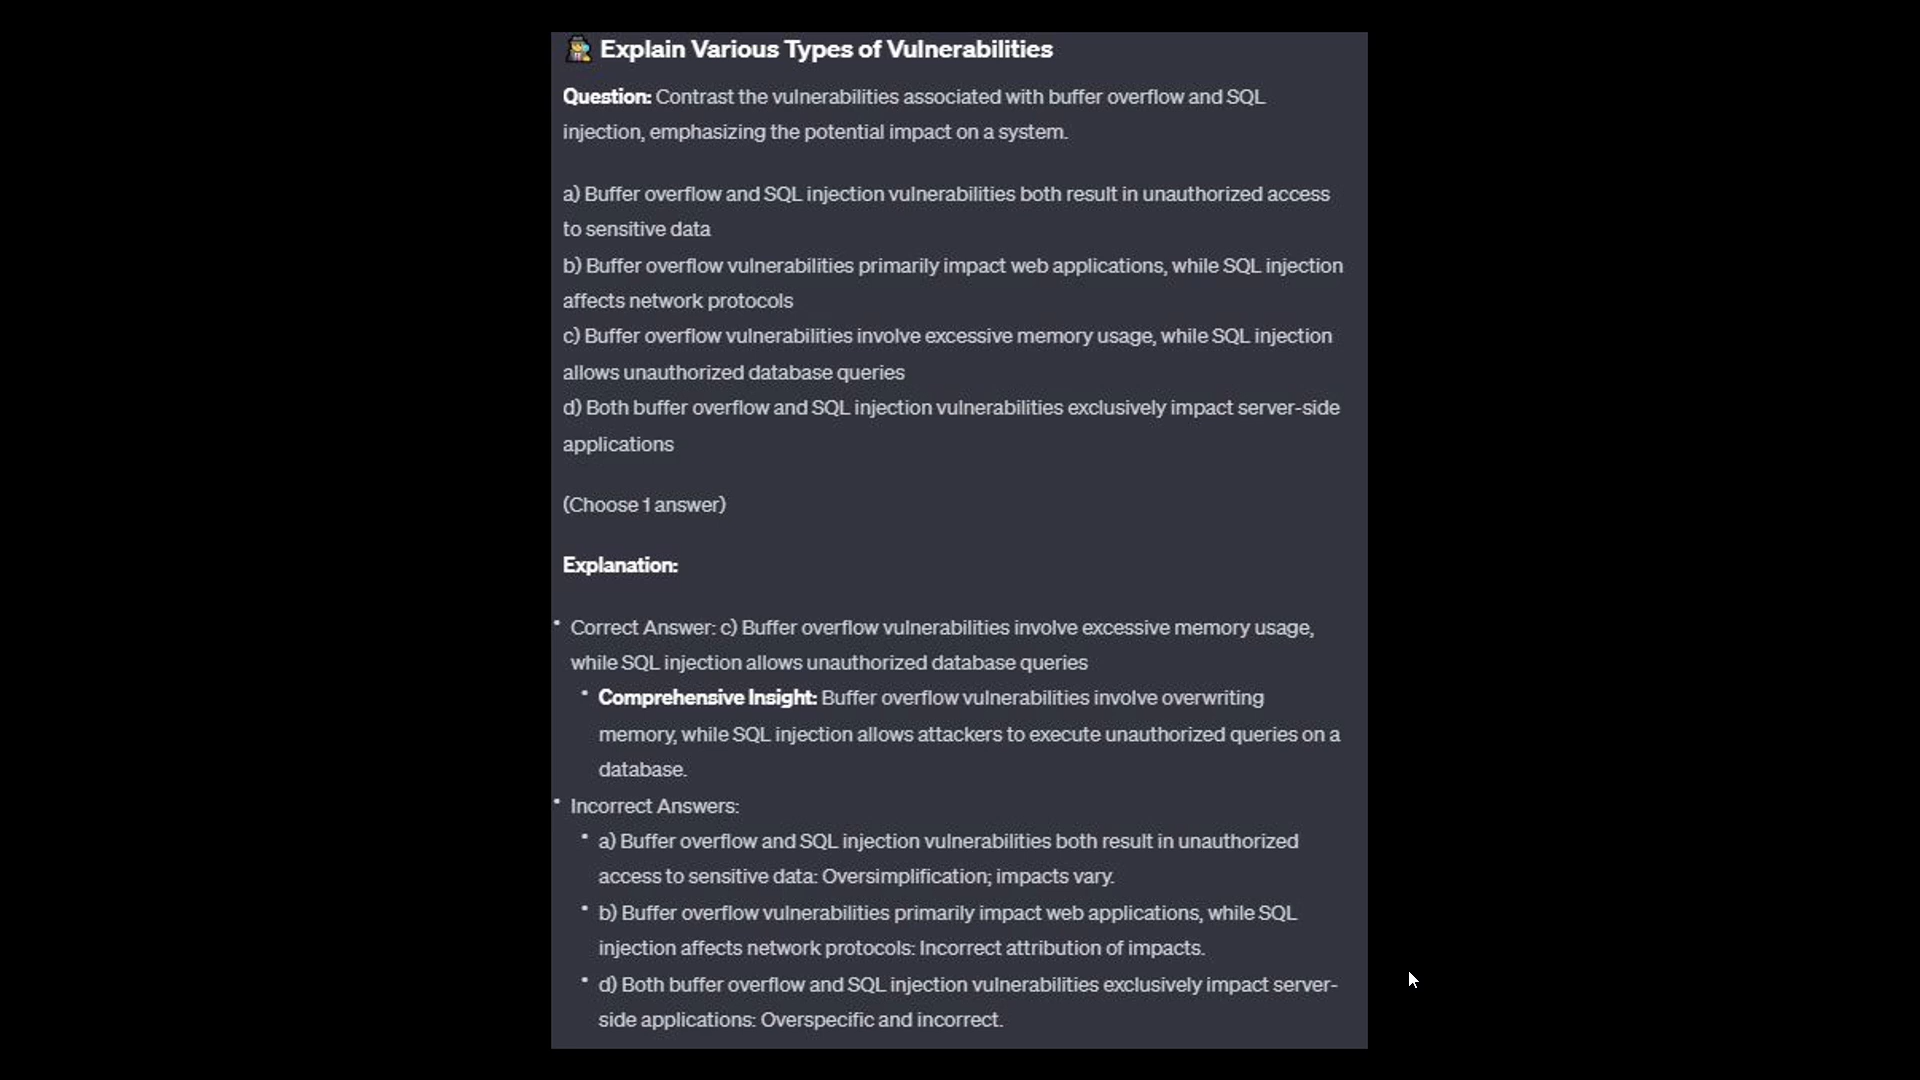 Explain Various Types of Vulnerabilities
Question: Contrast the vulnerabilities associated with buffer overflow and SQL
injection, emphasizing the potential impact on a system.
a) Buffer overflow and SQL injection vulnerabilities both result in unauthorized access
to sensitive data
b) Buffer overflow vulnerabilities primarily impact web applications, while SQL injection
affects network protocols
c) Buffer overflow vulnerabilities involve excessive memory usage, while SQL injection
allows unauthorized database queries
d) Both buffer overflow and SQL injection vulnerabilities exclusively impact server-side
applications
(Choose 1 answer)
Explanation:
• Correct Answer: c) Buffer overflow vulnerabilities involve excessive memory usage,
while SQL injection allows unauthorized database queries
• Comprehensive Insight: Buffer overflow vulnerabilities involve overwriting
memory, while SQL injection allows attackers to execute unauthorized queries on a
database.
• Incorrect Answers:
• a) Buffer overflow and SQL injection vulnerabilities both result in unauthorized
access to sensitive data: Oversimplification; impacts vary.
• b) Buffer overflow vulnerabilities primarily impact web applications, while SQL
injection affects network protocols: Incorrect attribution of impacts.
• d) Both buffer overflow and SQL injection vulnerabilities exclusively impact server-
side applications: Overspecific and incorrect.